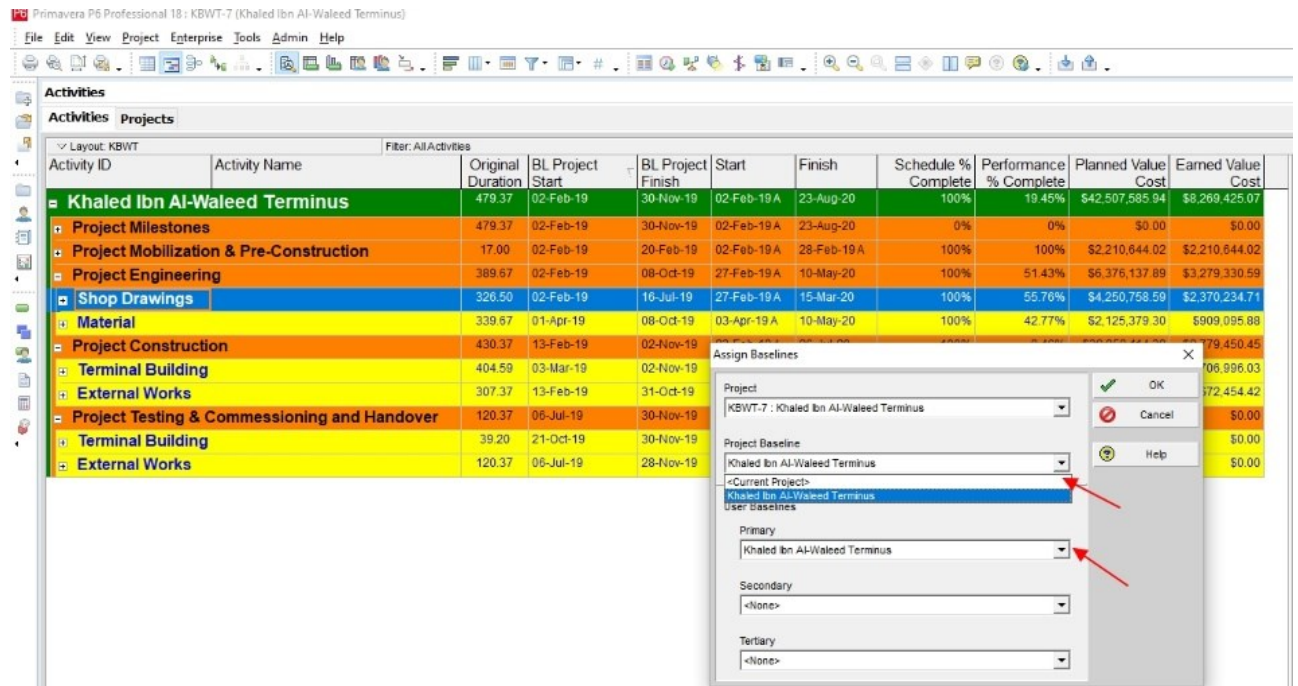 Primavera P6 Professional 18 : KBWT-7 (Khaled Ibn Al-Waleed Terminus)
File Edit View Project Enterprise Tools Admin Help
Activities
Activities Projects
Layout: KBWT Filter: All Activities
Activity ID Activity Name Original Duration BL Project Start BL Project Finish Start Finish Schedule % Complete Performance % Complete Planned Value Cost Earned Value Cost
Khaled Ibn Al-Waleed Terminus 479.37 02-Feb-19 30-Nov-19 02-Feb-19 A 23-Aug-20 100% 19.45% $42,507,585.94 $8,269,425.07
Project Milestones 479.37 02-Feb-19 30-Nov-19 02-Feb-19 A 23-Aug-20 0% 0% $0.00 $0.00
Project Mobilization & Pre-Construction 17.00 02-Feb-19 20-Feb-19 02-Feb-19 A 28-Feb-19 A 100% 100% $2,210,644.02 $2,210,644.02
Project Engineering 389.67 02-Feb-19 08-Oct-19 27-Feb-19 A 10-May-20 100% 51.43% $6,376,137.89 $3,279,330.59
Shop Drawings 326.50 02-Feb-19 16-Jul-19 27-Feb-19 A 15-Mar-20 100% 55.76% $4,250,758.59 $2,370,234.71
Material 339.67 01-Apr-19 08-Oct-19 03-Apr-19 A 10-May-20 100% 42.77% $2,125,379.30 $909,095.88
Project Construction 430.37 13-Feb-19 02-Nov-19 779,450.45
Terminal Building 404.59 03-Mar-19 02-Nov-19 706,996.03
External Works 307.37 13-Feb-19 31-Oct-19 72,454.42
Project Testing & Commessioning and Handover 120.37 06-Jul-19 30-Nov-19 $0.00
Terminal Building 39.20 21-Oct-19 30-Nov-19 $0.00
External Works 120.37 06-Jul-19 28-Nov-19 $0.00
Assign Baselines
Project
KBWT-7 : Khaled Ibn Al-Waleed Terminus
Project Baseline
Khaled Ibn Al-Waleed Terminus
<Current Project>
Khaled Ibn Al-Waleed Terminus
User Baselines
Primary
Khaled Ibn Al-Waleed Terminus
Secondary
<None>
Tertiary
<None>
OK
Cancel
Help